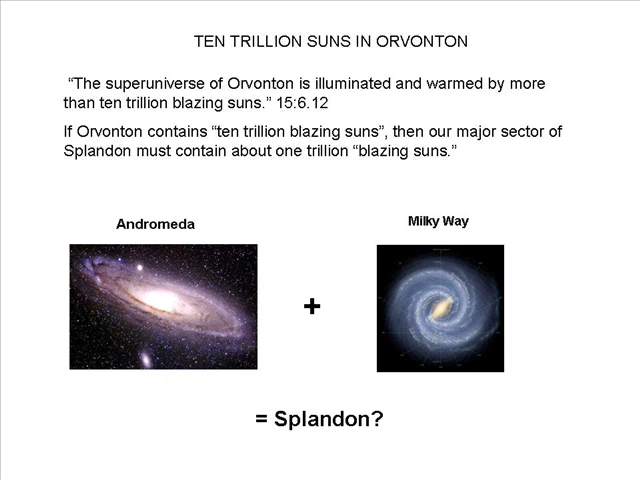 TEN TRILLION SUNS IN ORVONTON
“The superuniverse of Orvonton is illuminated and warmed by more
than ten trillion blazing suns.” 15:6.12
If Orvonton contains “ten trillion blazing suns”, then our major sector of
Splandon must contain about one trillion “blazing suns.”
Andromeda
Milky Way
+
= Splandon?